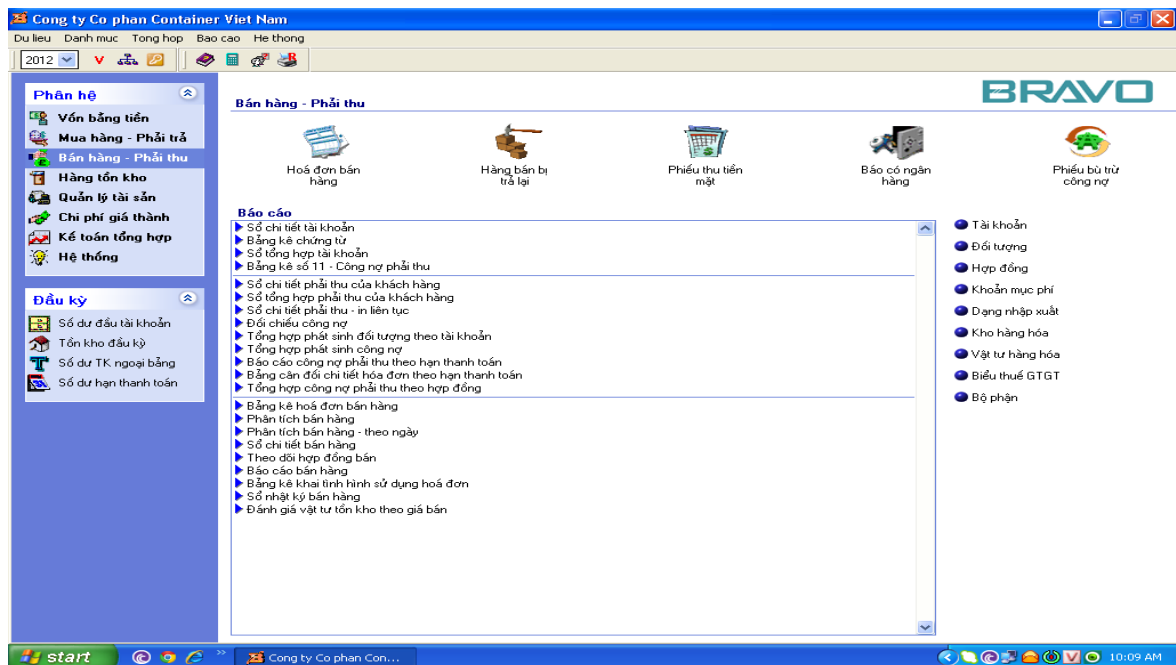 Cong ty Co phan Container Viet Nam
Du lieu Danh muc Tong hop Bao cao He thong
2012
BRAVO
Phân hệ
Vốn bằng tiền
Mua hàng - Phải trả
Bán hàng - Phải thu
Hàng tồn kho
Quản lý tài sản
Chi phí giá thành
Kế toán tổng hợp
Hệ thống
Đầu kỳ
Số dư đầu tài khoản
Tồn kho đầu kỳ
Số dư TK ngoại bảng
Số dư hạn thanh toán
Bán hàng - Phải thu
Hoá đơn bán hàng
Hàng bán bị trả lại
Phiếu thu tiền mặt
Báo có ngân hàng
Phiếu bù trừ công nợ
Báo cáo
Sổ chi tiết tài khoản
Bảng kê chứng từ
Sổ tổng hợp tài khoản
Bảng kê số 11 - Công nợ phải thu
Sổ chi tiết phải thu của khách hàng
Sổ tổng hợp phải thu của khách hàng
Sổ chi tiết phải thu - in liên tục
Đối chiếu công nợ
Tổng hợp phát sinh đối tượng theo tài khoản
Tổng hợp phát sinh công nợ
Báo cáo công nợ phải thu theo hạn thanh toán
Bảng cân đối chi tiết hóa đơn theo hạn thanh toán
Tổng hợp công nợ phải thu theo hợp đồng
Bảng kê hoá đơn bán hàng
Phân tích bán hàng
Phân tích bán hàng - theo ngày
Sổ chi tiết bán hàng
Theo dõi hợp đồng bán
Báo cáo bán hàng
Bảng kê khai tình hình sử dụng hoá đơn
Sổ nhật ký bán hàng
Đánh giá vật tư tồn kho theo giá bán
Tài khoản
Đối tượng
Hợp đồng
Khoản mục phí
Dạng nhập xuất
Kho hàng hóa
Vật tư hàng hóa
Biểu thuế GTGT
Bộ phận
start
Cong ty Co phan Con...
10:09 AM